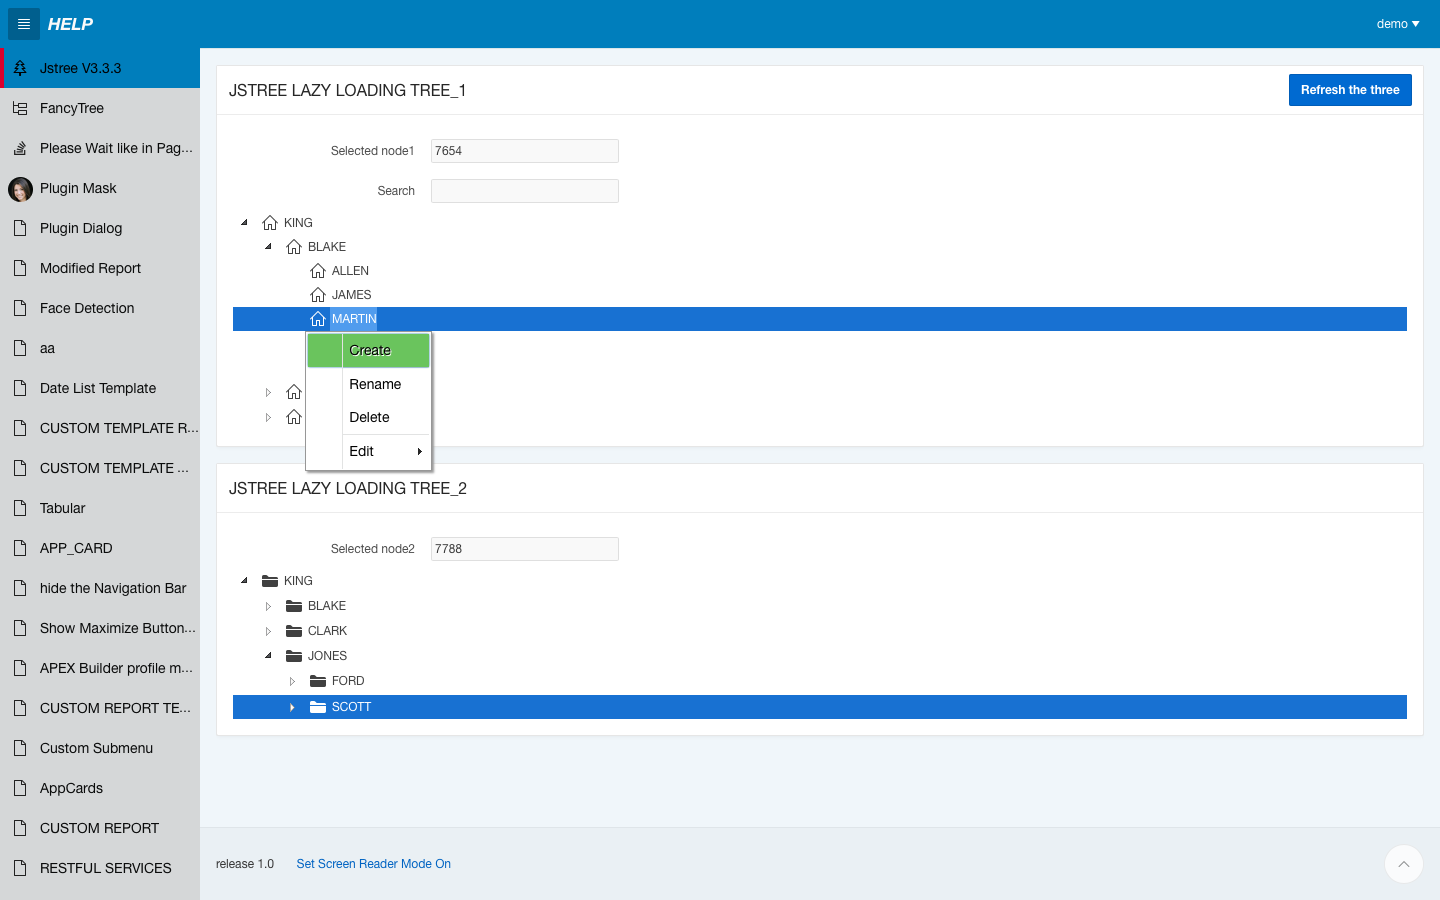 HELP
demo
Jstree V3.3.3
FancyTree
Please Wait like in Pag...
Plugin Mask
Plugin Dialog
Modified Report
Face Detection
aa
Date List Template
CUSTOM TEMPLATE R...
CUSTOM TEMPLATE ...
Tabular
APP_CARD
hide the Navigation Bar
Show Maximize Button...
APEX Builder profile m...
CUSTOM REPORT TE...
Custom Submenu
AppCards
CUSTOM REPORT
RESTFUL SERVICES
JSTREE LAZY LOADING TREE_1
Refresh the three
Selected node1 7654
Search
KING
BLAKE
ALLEN
JAMES
MARTIN
Create
Rename
Delete
Edit
JSTREE LAZY LOADING TREE_2
Selected node2 7788
KING
BLAKE
CLARK
JONES
FORD
SCOTT
release 1.0 Set Screen Reader Mode On